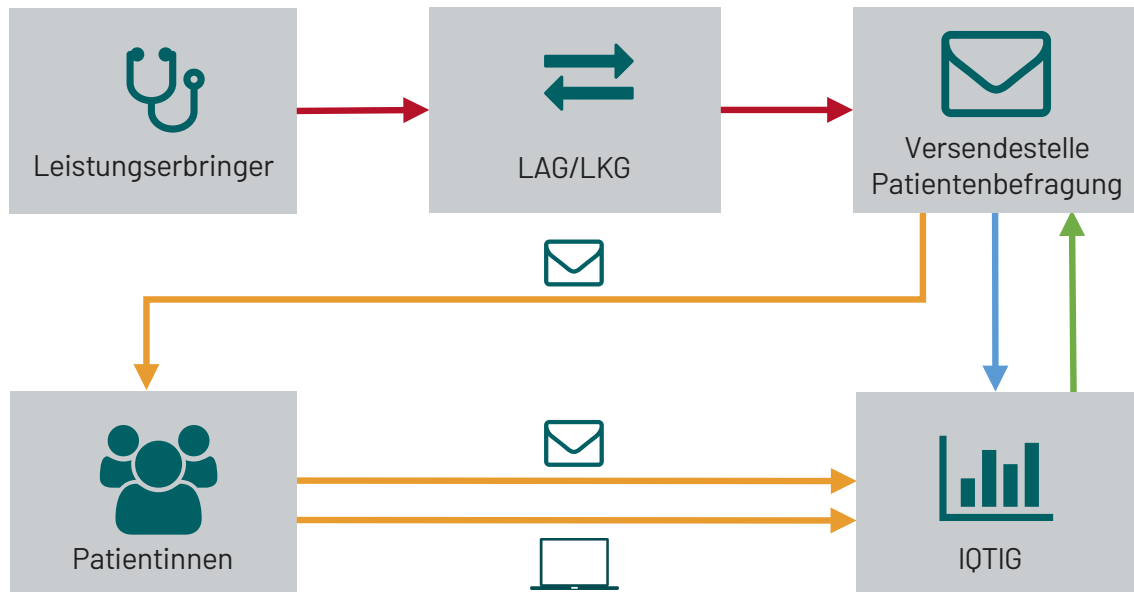 Leistungserbringer
LAG/LKG
Versendestelle
Patientenbefragung
Patientinnen
IQTIG